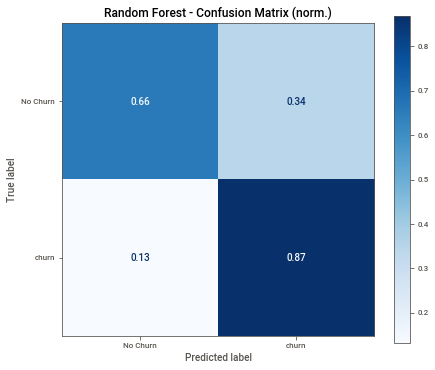 Random Forest - Confusion Matrix (norm.)
No Churn
0.66
0.34
churn
0.13
0.87
No Churn
churn
Predicted label
True label
0.8
0.7
0.6
0.5
0.4
0.3
0.2